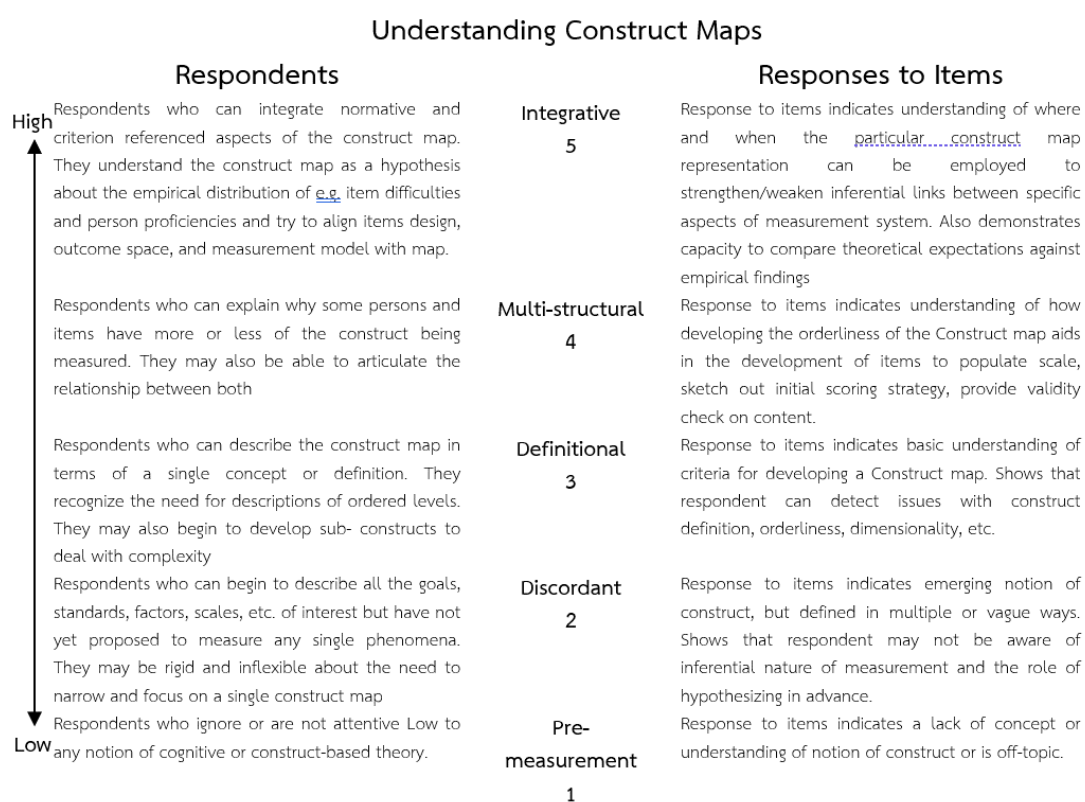 Understanding Construct Maps
Respondents
Responses to Items
High
Respondents who can integrate normative and
criterion referenced aspects of the construct map.
They understand the construct map as a hypothesis
about the empirical distribution of e.g. item difficulties
and person proficiencies and try to align items design,
outcome space, and measurement model with map.
Integrative
5
Response to items indicates understanding of where
and when the particular construct map
representation can be employed to
strengthen/weaken inferential links between specific
aspects of measurement system. Also demonstrates
capacity to compare theoretical expectations against
empirical findings
Respondents who can explain why some persons and
items have more or less of the construct being
measured. They may also be able to articulate the
relationship between both
Multi-structural
4
Response to items indicates understanding of how
developing the orderliness of the Construct map aids
in the development of items to populate scale,
sketch out initial scoring strategy, provide validity
check on content.
Respondents who can describe the construct map in
terms of a single concept or definition. They
recognize the need for descriptions of ordered levels.
They may also begin to develop sub- constructs to
deal with complexity
Definitional
3
Response to items indicates basic understanding of
criteria for developing a Construct map. Shows that
respondent can detect issues with construct
definition, orderliness, dimensionality, etc.
Respondents who can begin to describe all the goals,
standards, factors, scales, etc. of interest but have not
yet proposed to measure any single phenomena.
They may be rigid and inflexible about the need to
narrow and focus on a single construct map
Discordant
2
Response to items indicates emerging notion of
construct, but defined in multiple or vague ways.
Shows that respondent may not be aware of
inferential nature of measurement and the role of
hypothesizing in advance.
Respondents who ignore or are not attentive Low to
any notion of cognitive or construct-based theory.
Low
Pre-
measurement
1
Response to items indicates a lack of concept or
understanding of notion of construct or is off-topic.